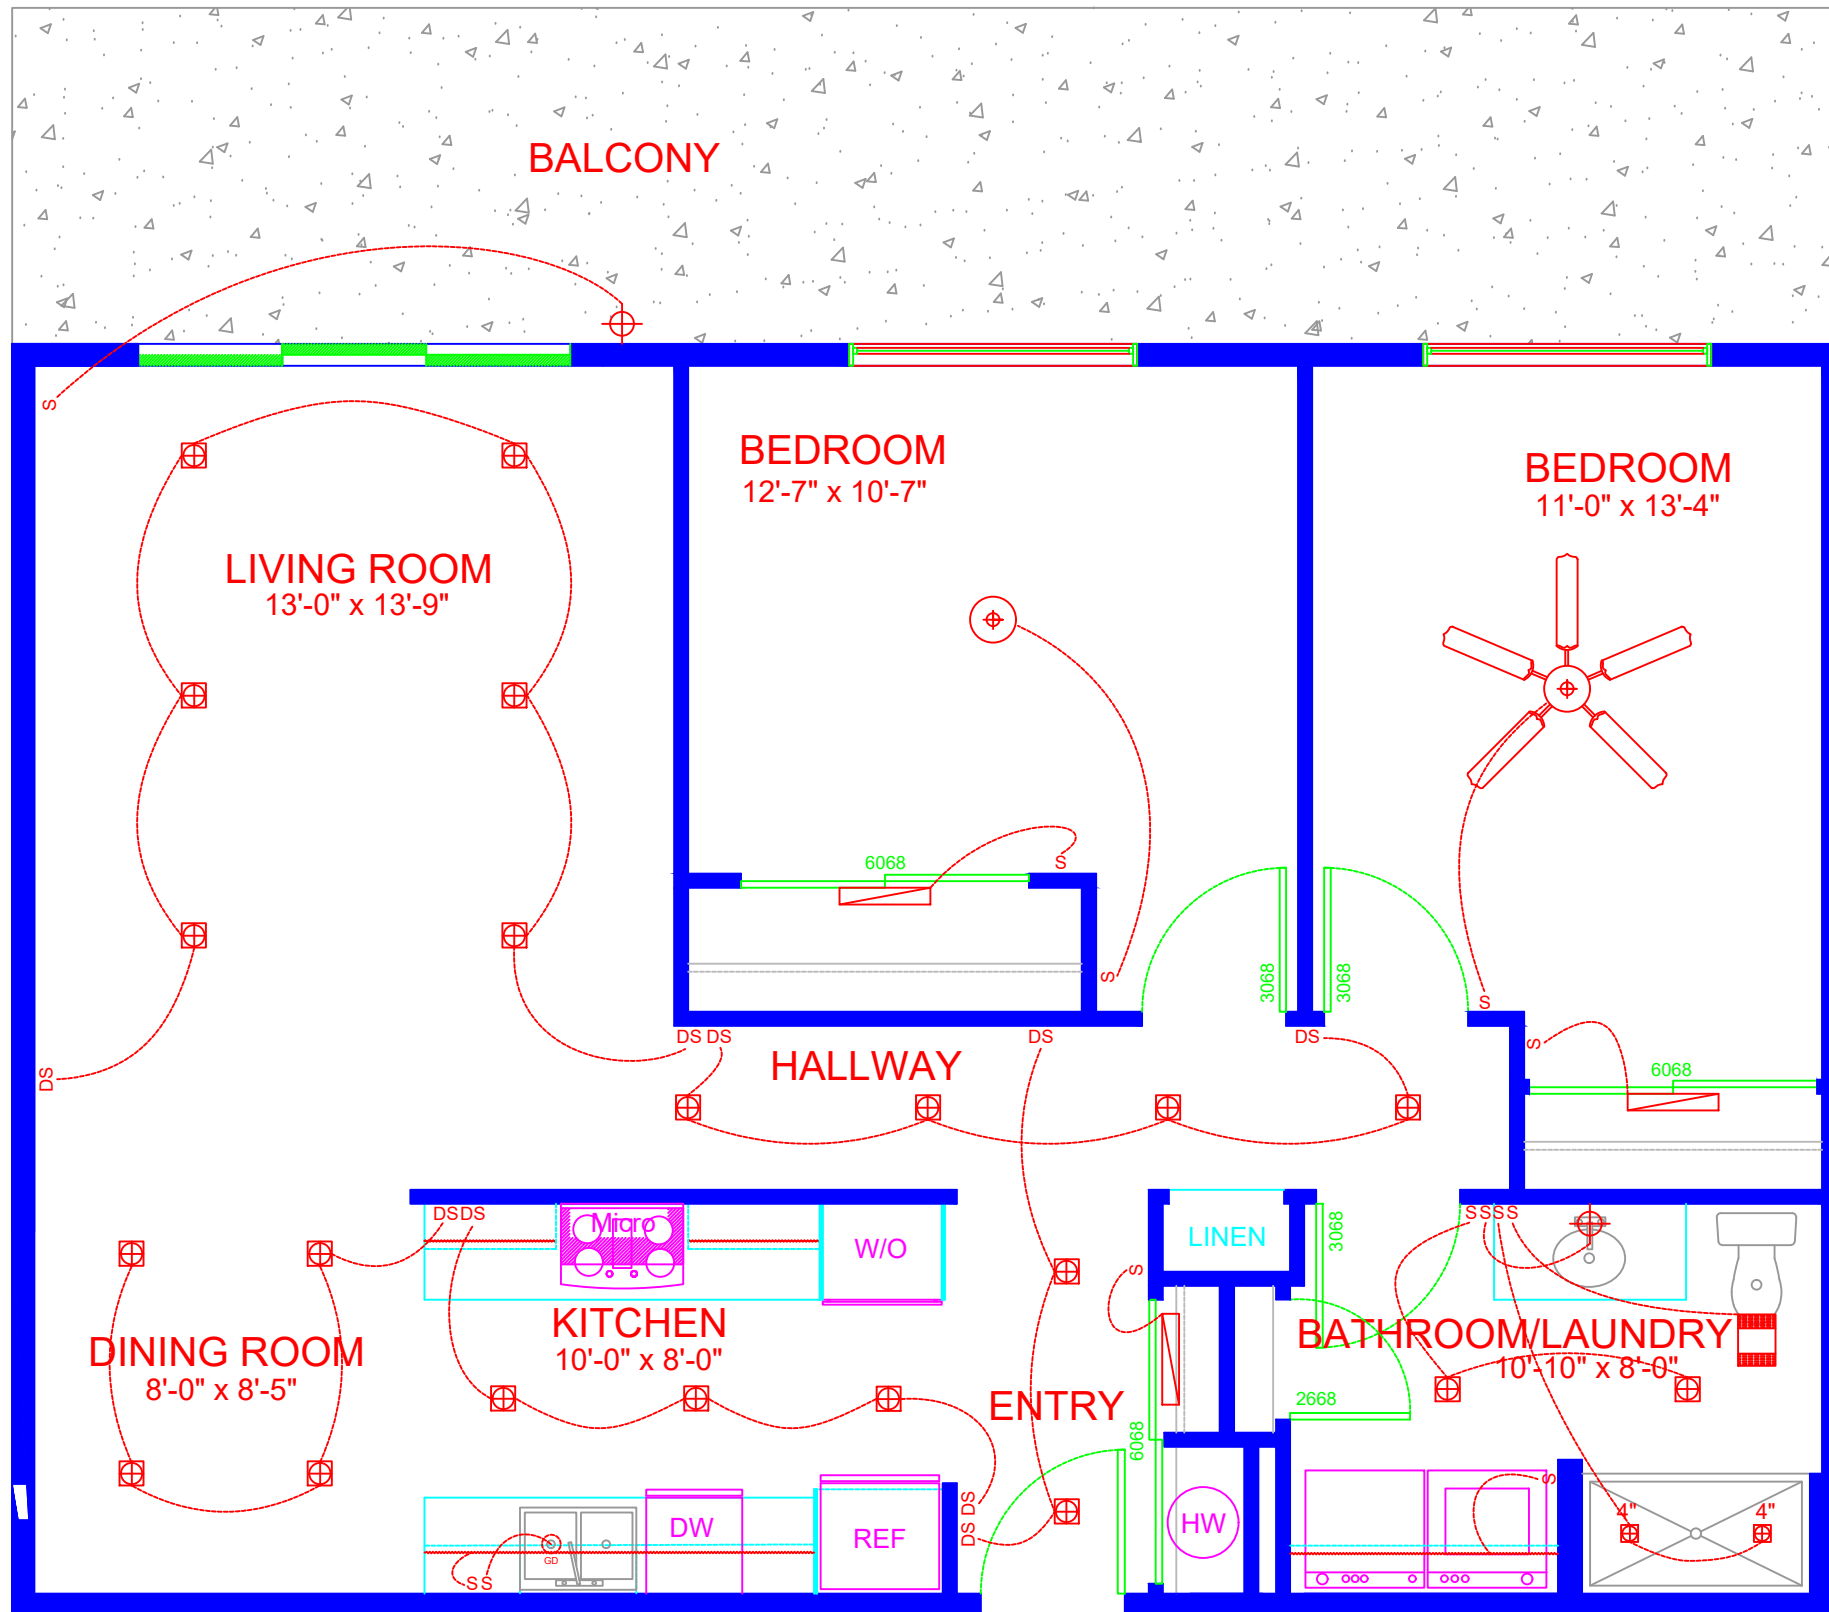 BALCONY
S
BEDROOM
12'-7" x 10'-7"
BEDROOM
11'-0" x 13'-4"
LIVING ROOM
13'-0" x 13'-9"
6068
S
S
3068
3068
S
DS DS
DS
DS
S
HALLWAY
6068
DS
DSDS
Micro
W/O
LINEN
3068
SSSS
S
KITCHEN
10'-0" x 8'-0"
DINING ROOM
8'-0" x 8'-5"
BATHROOM/LAUNDRY
10'-10" x 8'-0"
ENTRY
2668
6068
S
DS DS
DS DS
DW
REF
HW
4"
4"
GD
SS